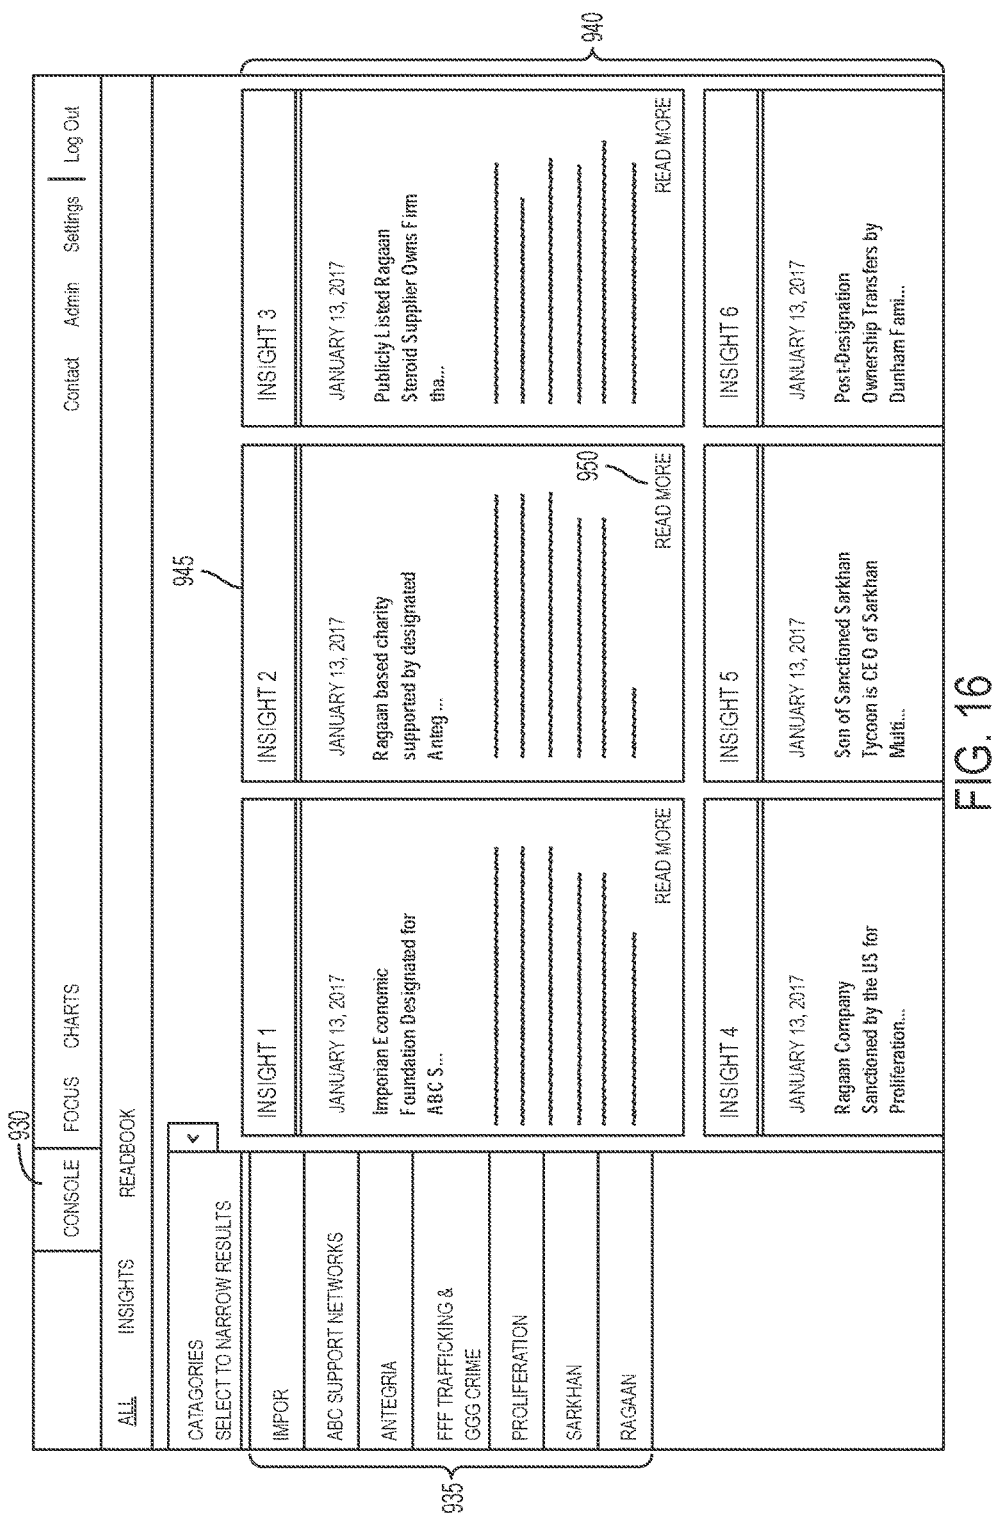 930
CONSOLE
FOCUS
CHARTS
Contact
Admin
Settings
Log Out
ALL
INSIGHTS
READBOOK
CATAGORIES
SELECT TO NARROW RESULTS
<
935
IMPOR
ABC SUPPORT NETWORKS
ANTEGRIA
FFF TRAFFICKING &
GGG CRIME
PROLIFERATION
SARKHAN
RAGAAN
940
INSIGHT 1
JANUARY 13, 2017
Imporian Economic
Foundation Designated for
ABC S...
READ MORE
945
INSIGHT 2
JANUARY 13, 2017
Ragaan based charity
supported by designated
Anteg ...
950
READ MORE
INSIGHT 3
JANUARY 13, 2017
Publicly Listed Ragaan
Steroid Supplier Owns Firm
tha...
READ MORE
INSIGHT 4
JANUARY 13, 2017
Ragaan Company
Sanctioned by the US for
Proliferation...
INSIGHT 5
JANUARY 13, 2017
Son of Sanctioned Sarkhan
Tycoon is CEO of Sarkhan
Multi...
INSIGHT 6
JANUARY 13, 2017
Post-Designation
Ownership Transfers by
Dunham Fami...
FIG. 16